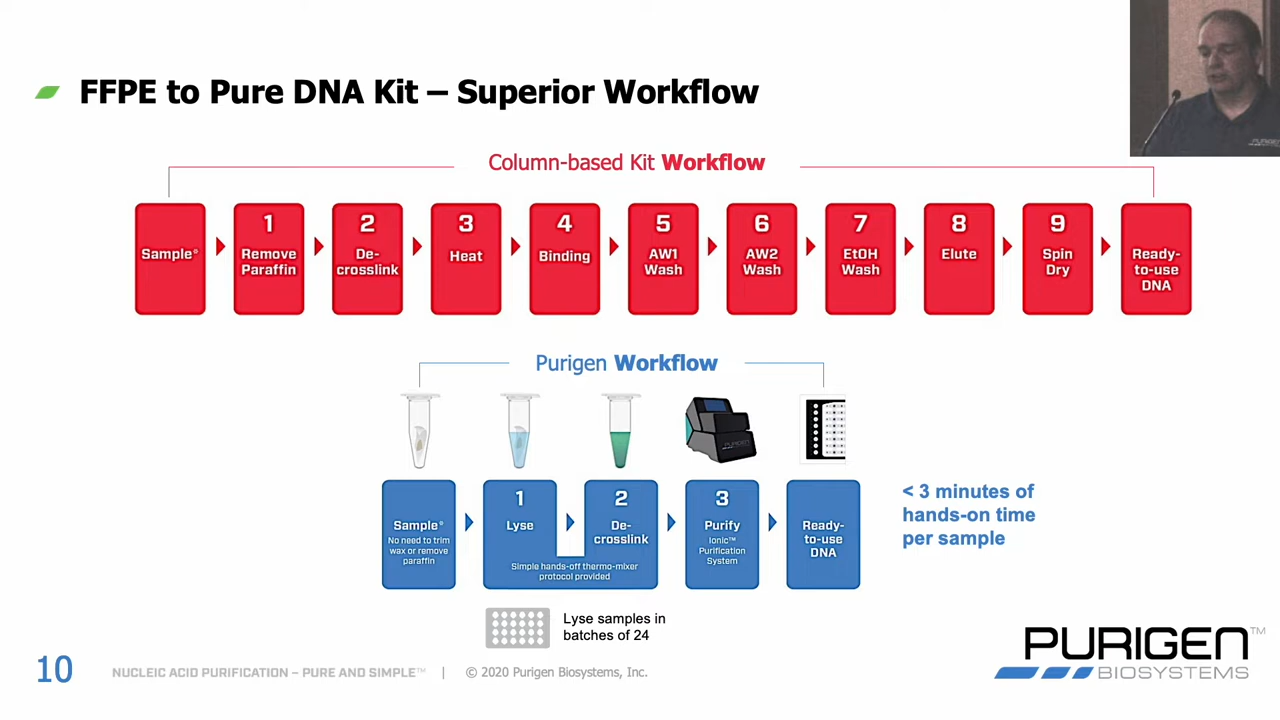 FFPE to Pure DNA Kit – Superior Workflow
Column-based Kit Workflow
Sample*
1
Remove
Paraffin
2
De-
crosslink
3
Heat
4
Binding
5
AW1
Wash
6
AW2
Wash
7
EtOH
Wash
8
Elute
9
Spin
Dry
Ready-
to-use
DNA
Purigen Workflow
Sample*
No need to trim
wax or remove
paraffin
1
Lyse
2
De-
crosslink
Simple hands-off thermo-mixer
protocol provided
3
Purify
Ionic™
Purification
System
Ready-
to-use
DNA
< 3 minutes of
hands-on time
per sample
Lyse samples in
batches of 24
10
NUCLEIC ACID PURIFICATION – PURE AND SIMPLE™ | © 2020 Purigen Biosystems, Inc.
PURIGEN™
BIOSYSTEMS
PURIGEN